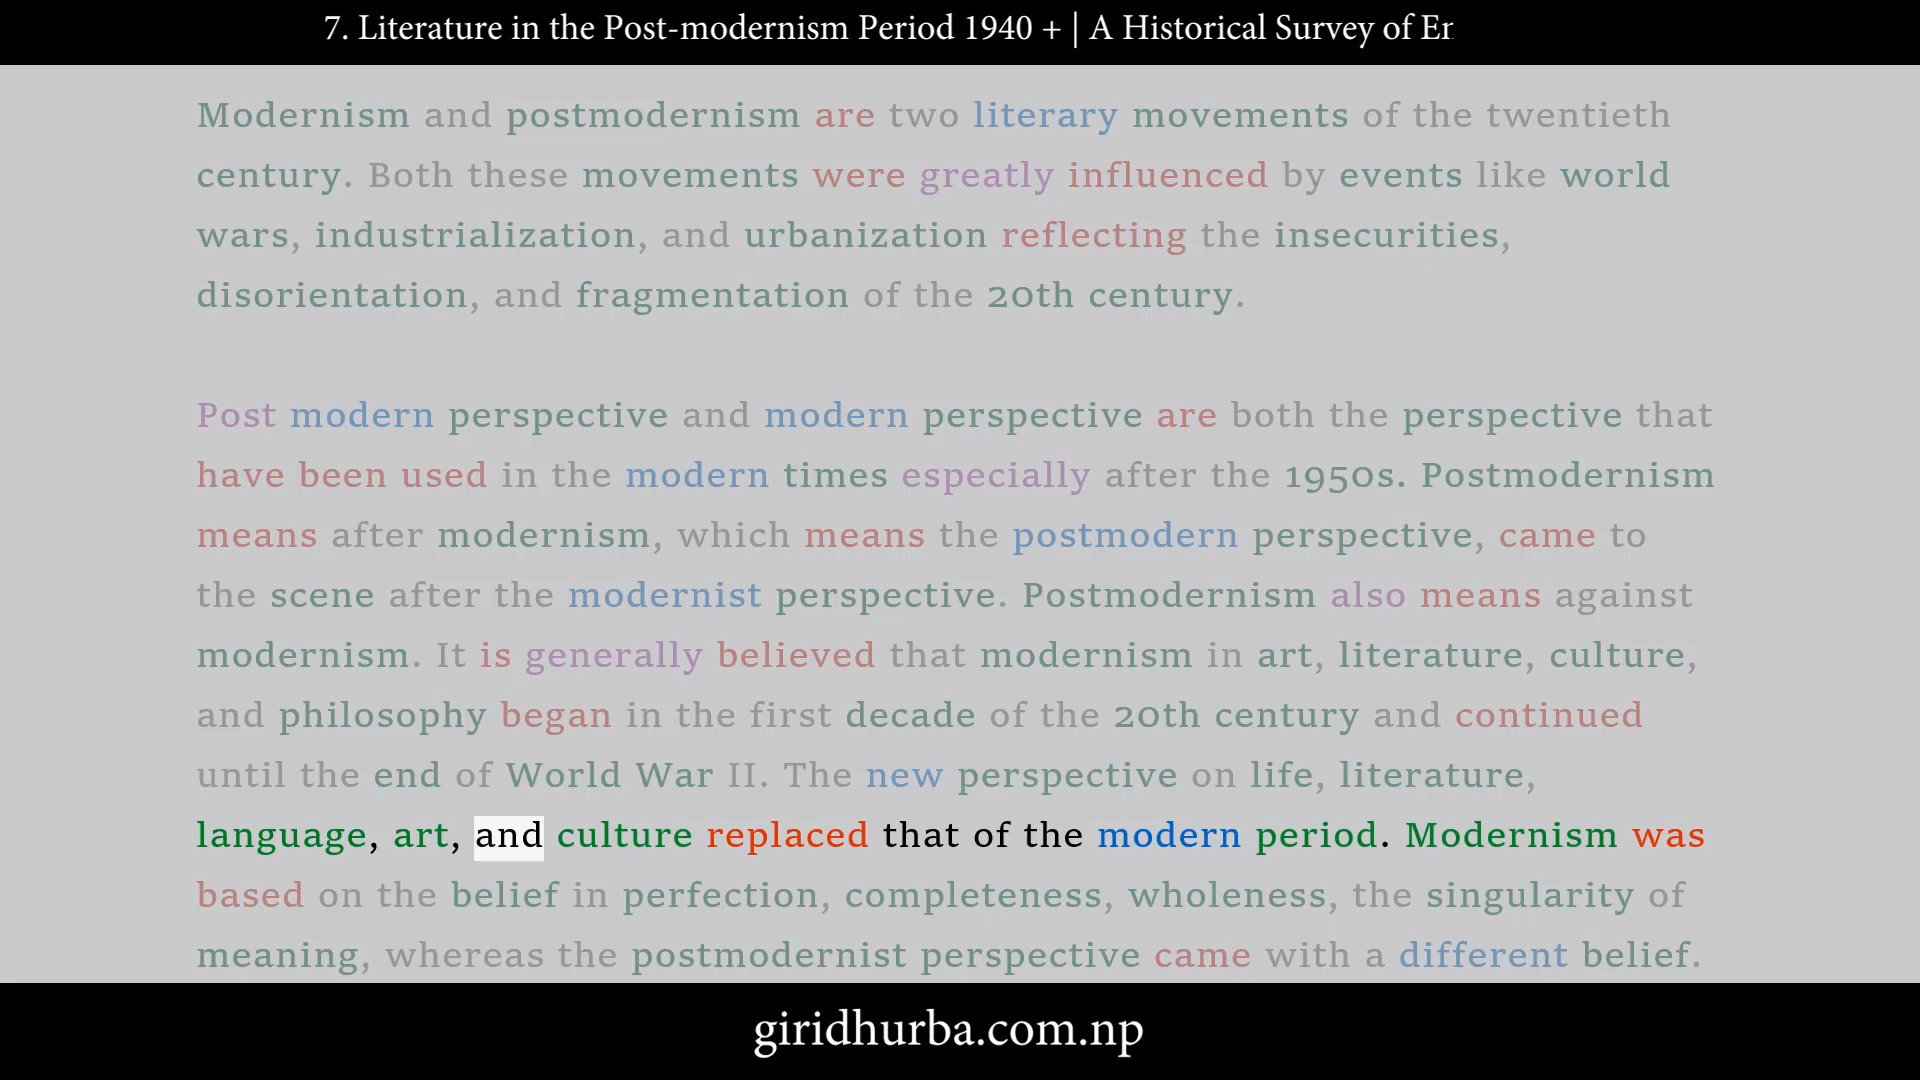 7. Literature in the Post-modernism Period 1940 + | A Historical Survey of Er
Modernism and postmodernism are two literary movements of the twentieth
century. Both these movements were greatly influenced by events like world
wars, industrialization, and urbanization reflecting the insecurities,
disorientation, and fragmentation of the 20th century.
Post modern perspective and modern perspective are both the perspective that
have been used in the modern times especially after the 1950s. Postmodernism
means after modernism, which means the postmodern perspective, came to
the scene after the modernist perspective. Postmodernism also means against
modernism. It is generally believed that modernism in art, literature, culture,
and philosophy began in the first decade of the 20th century and continued
until the end of World War II. The new perspective on life, literature,
language, art, and culture replaced that of the modern period. Modernism was
based on the belief in perfection, completeness, wholeness, the singularity of
meaning, whereas the postmodernist perspective came with a different belief.
giridhurba.com.np